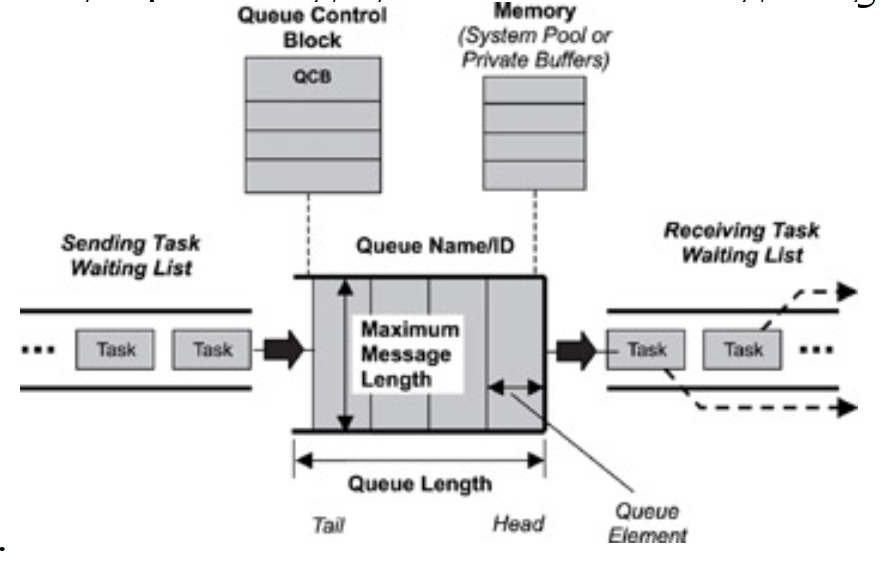 Queue Control
Block
QCB
Memory
(System Pool or
Private Buffers)
Sending Task
Waiting List
Queue Name/ID
Receiving Task
Waiting List
... Task Task
Maximum
Message
Length
Task Task ...
Queue Length
Tail
Head
Queue
Element
.